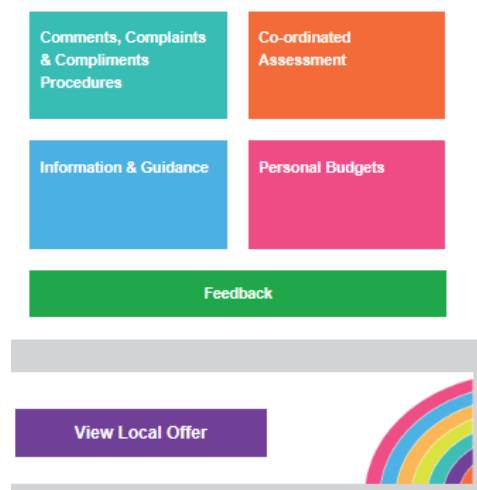 Comments, Complaints
& Compliments
Procedures
Co-ordinated
Assessment
Information & Guidance
Personal Budgets
Feedback
View Local Offer